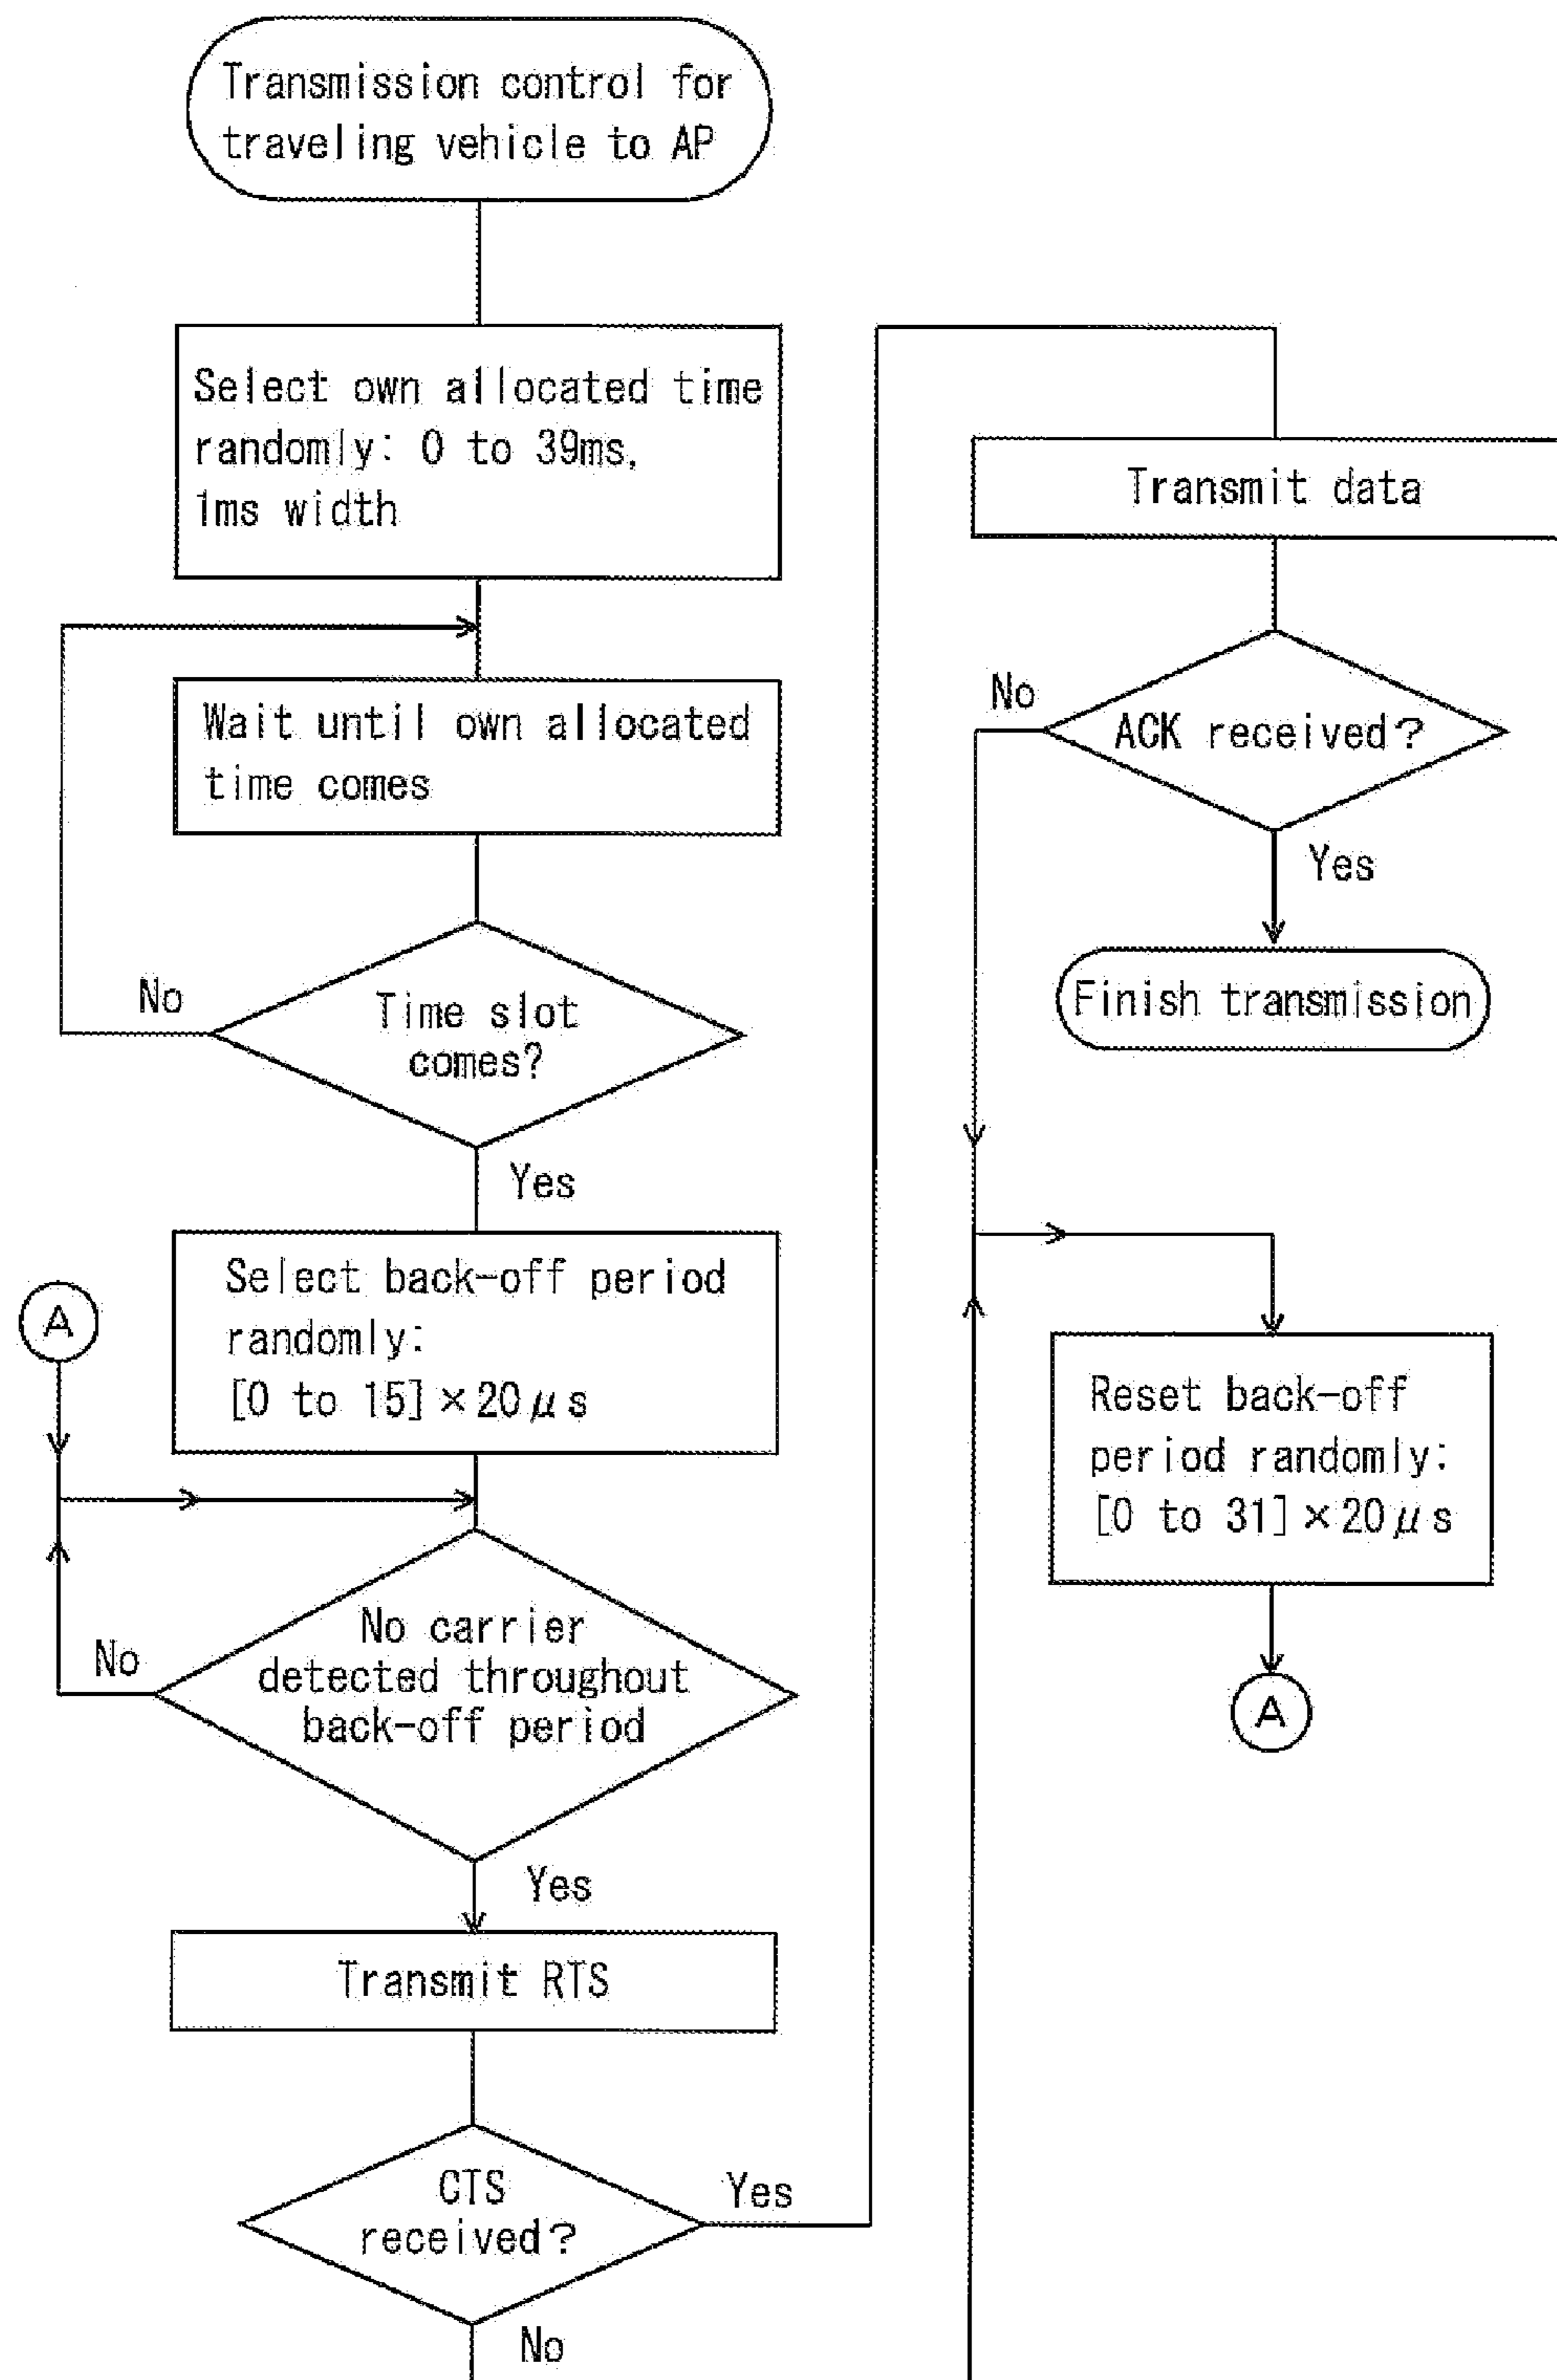 Transmission control for
traveling vehicle to AP
Select own allocated time
randomly: 0 to 39ms,
1ms width
Wait until own allocated
time comes
No
Time slot
comes?
Yes
A
Select back-off period
randomly:
[0 to 15]×20μs
No
No carrier
detected throughout
back-off period
Yes
Transmit RTS
CTS
received?
Yes
No
Transmit data
No
ACK received?
Yes
Finish transmission
Reset back-off
period randomly:
[0 to 31]×20μs
A